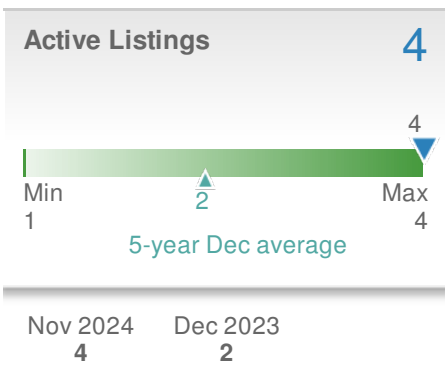 Active Listings 4
4
Min 2 Max
1 4
5-year Dec average
Nov 2024 Dec 2023
4 2